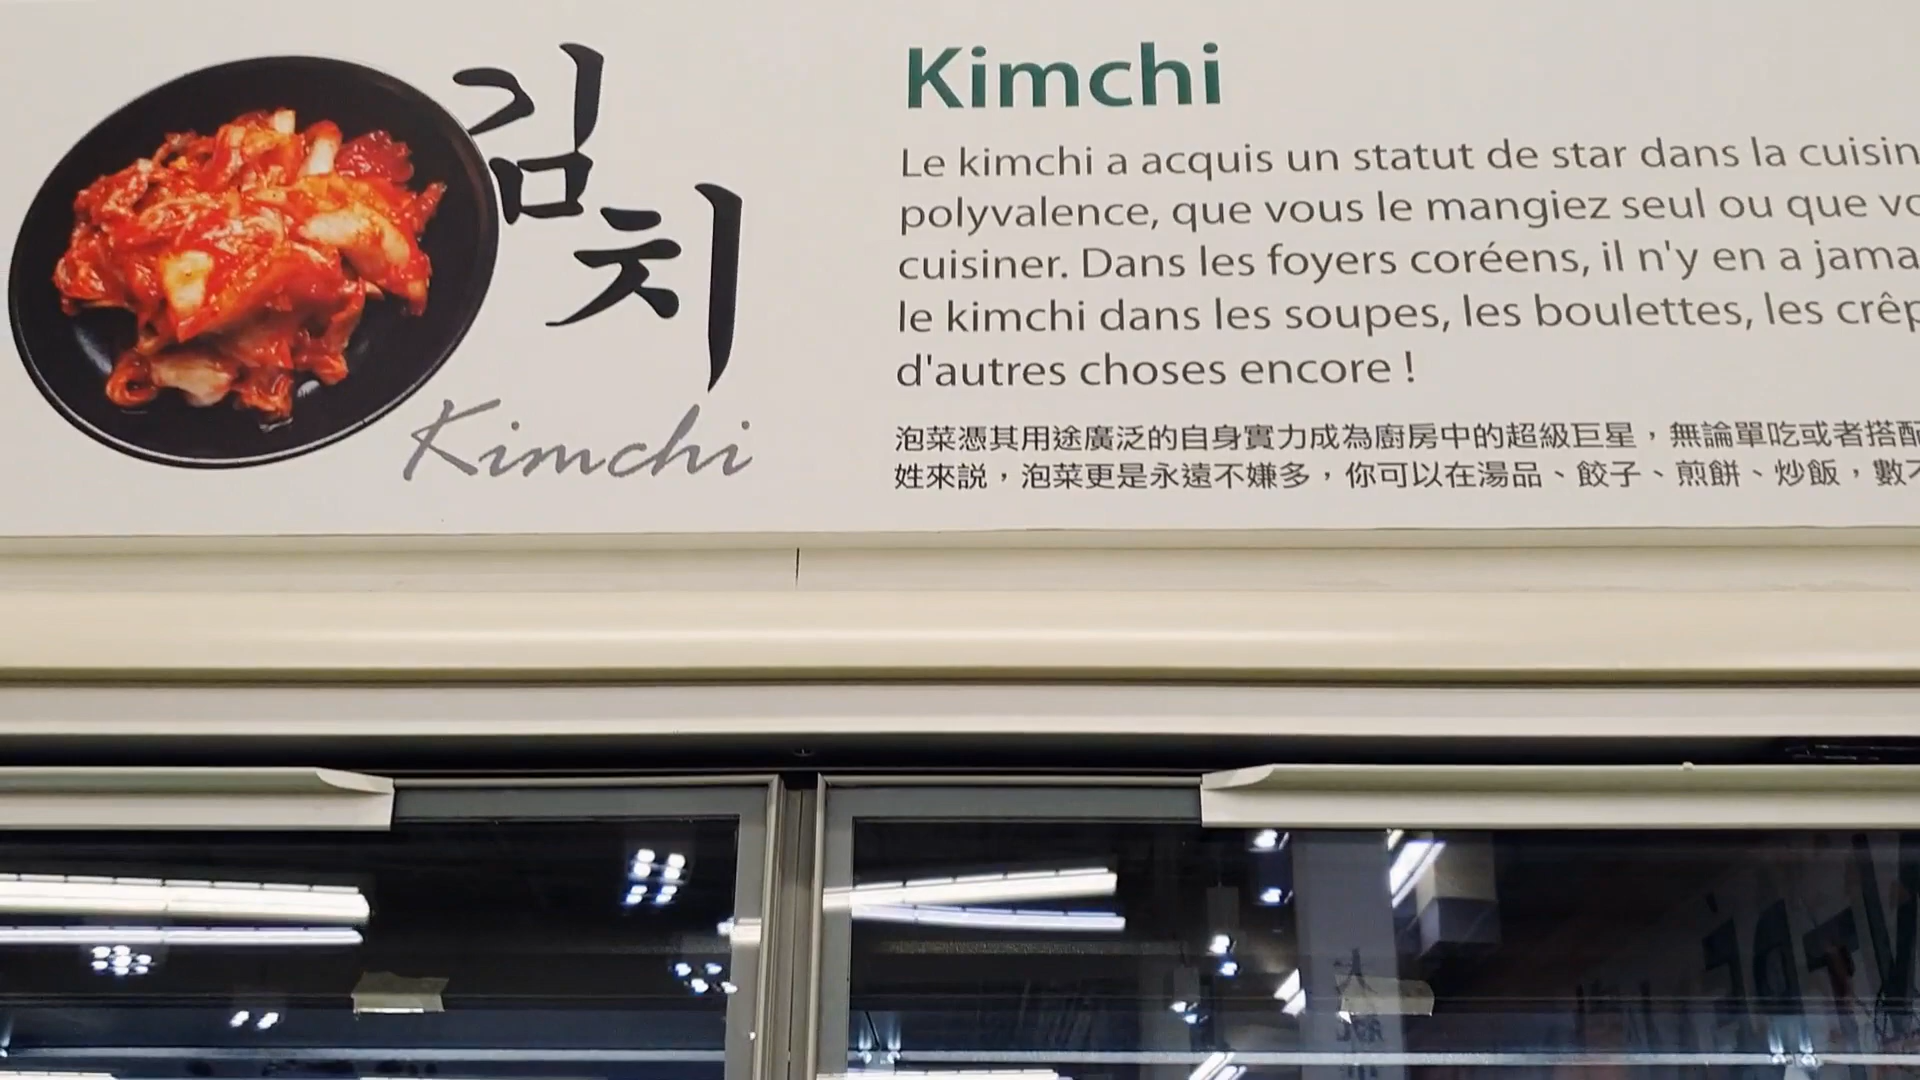 김
치
Kimchi
Kimchi
Le kimchi a acquis un statut de star dans la cuisin
polyvalence, que vous le mangiez seul ou que vo
cuisiner. Dans les foyers coréens, il n'y en a jama
le kimchi dans les soupes, les boulettes, les crêp
d'autres choses encore !
泡菜憑其用途廣泛的自身實力成為廚房中的超級巨星，無論單吃或者搭配
姓來説，泡菜更是永遠不嫌多，你可以在湯品、餃子、煎餅、炒飯，數不